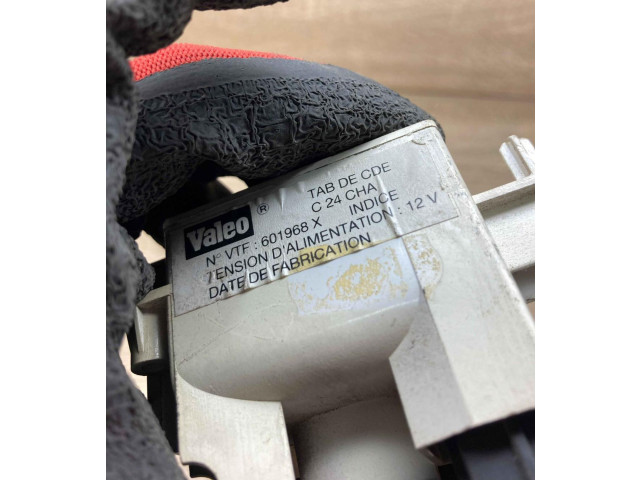 Valeo ® TAB DE CDE
C 24 CHA
N° VTF : 601968 X INDICE
TENSION D'ALIMENTATION : 12 V
DATE DE FABRICATION